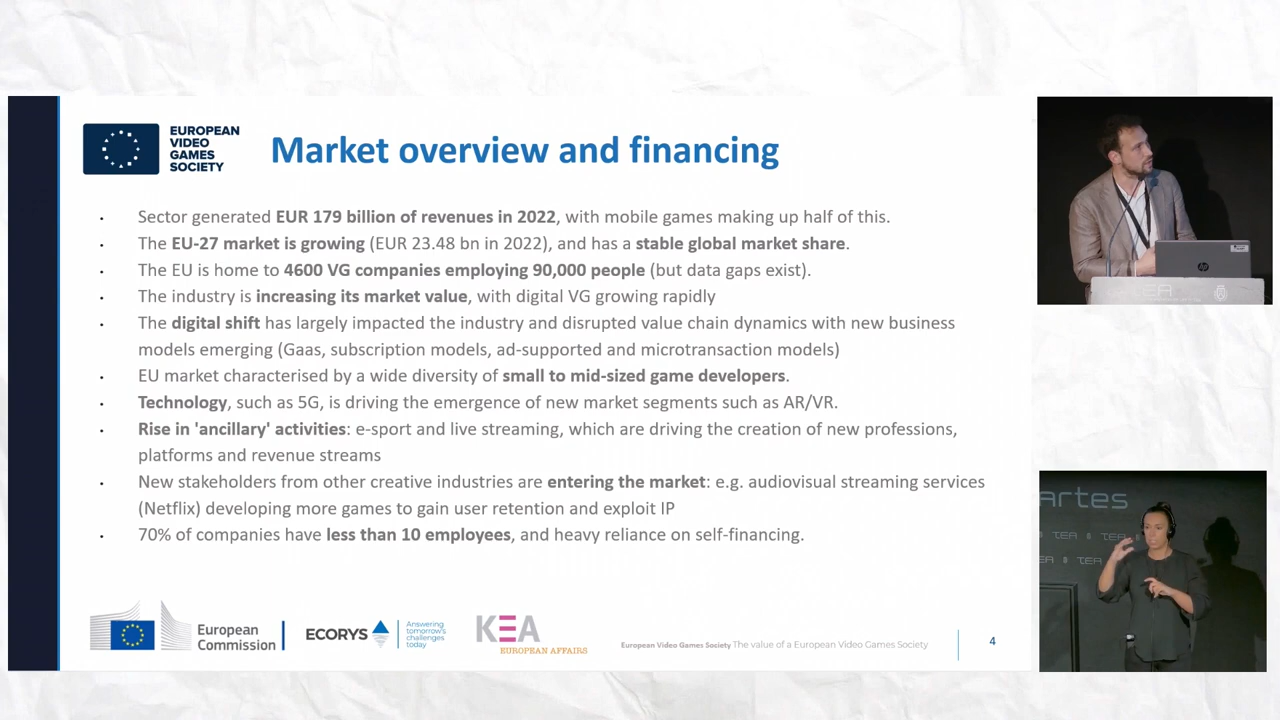 EUROPEAN
VIDEO
GAMES
SOCIETY
Market overview and financing
• Sector generated EUR 179 billion of revenues in 2022, with mobile games making up half of this.
• The EU-27 market is growing (EUR 23.48 bn in 2022), and has a stable global market share.
• The EU is home to 4600 VG companies employing 90,000 people (but data gaps exist).
• The industry is increasing its market value, with digital VG growing rapidly
• The digital shift has largely impacted the industry and disrupted value chain dynamics with new business
models emerging (Gaas, subscription models, ad-supported and microtransaction models)
• EU market characterised by a wide diversity of small to mid-sized game developers.
• Technology, such as 5G, is driving the emergence of new market segments such as AR/VR.
• Rise in 'ancillary' activities: e-sport and live streaming, which are driving the creation of new professions,
platforms and revenue streams
• New stakeholders from other creative industries are entering the market: e.g. audiovisual streaming services
(Netflix) developing more games to gain user retention and exploit IP
• 70% of companies have less than 10 employees, and heavy reliance on self-financing.
European
Commission
ECORYS
Answering
tomorrow's
challenges
today
KEA
EUROPEAN AFFAIRS
European Video Games Society The value of a European Video Games Society
4
hp
TEA
artes
TEA
TEA